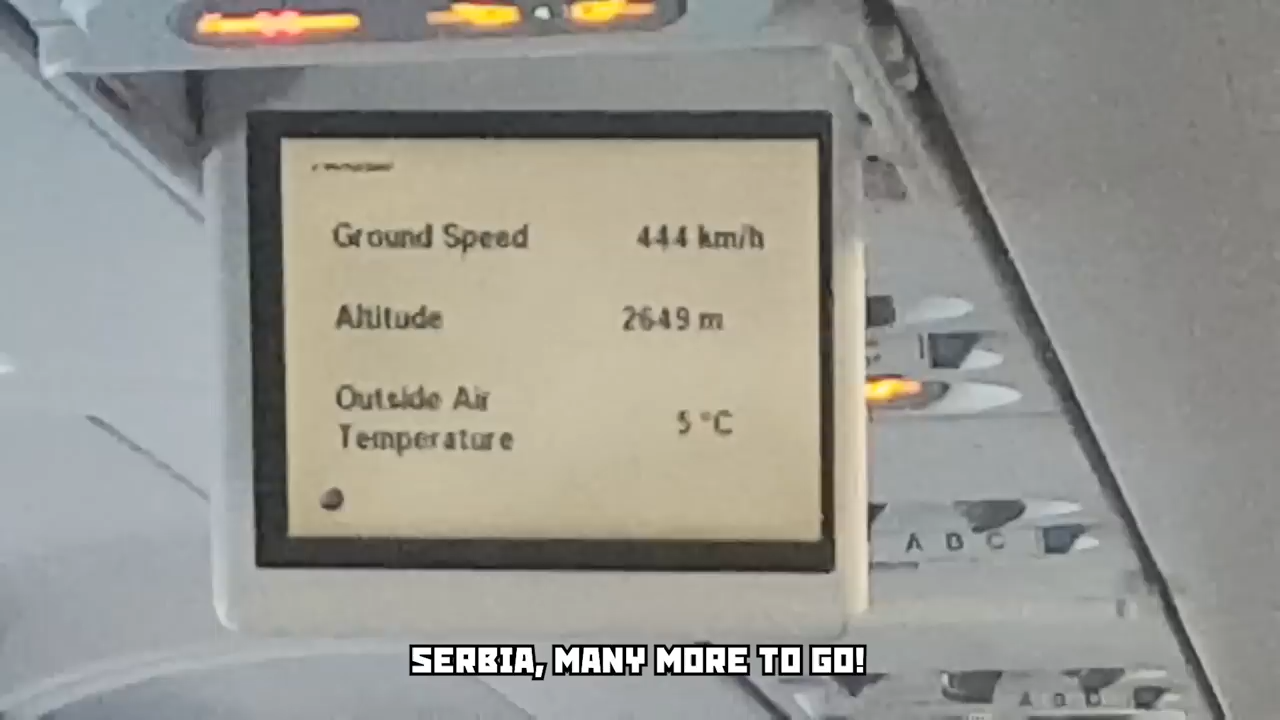 Ground Speed 444 km/h
Altitude 2649 m
Outside Air
Temperature 5 °C
A B C
A B C
SERBIA, MANY MORE TO GO!